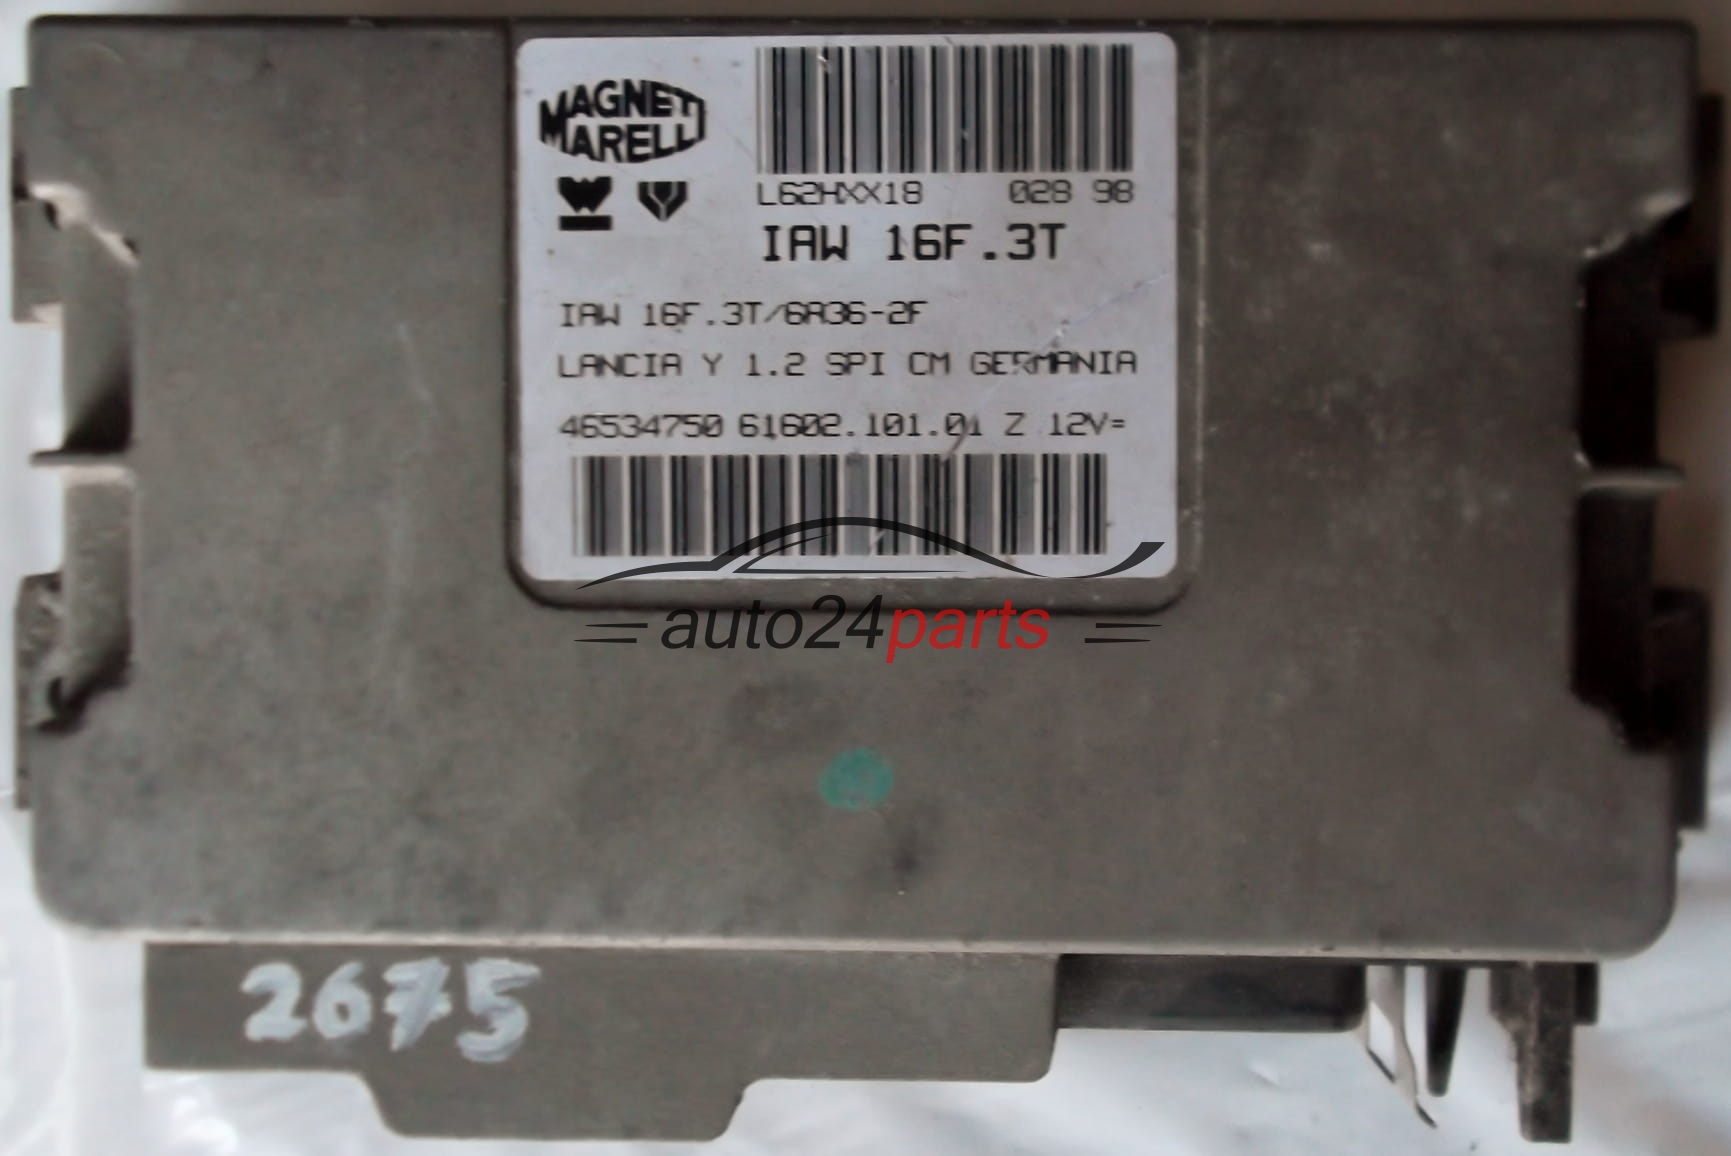 MAGNETI
MARELLI
L62HXX18 028 98
IAW 16F.3T
IAW 16F.3T/6A36-2F
LANCIA Y 1.2 SPI CM GERMANIA
46534750 61602.101.01 Z 12V=
auto24parts
2675